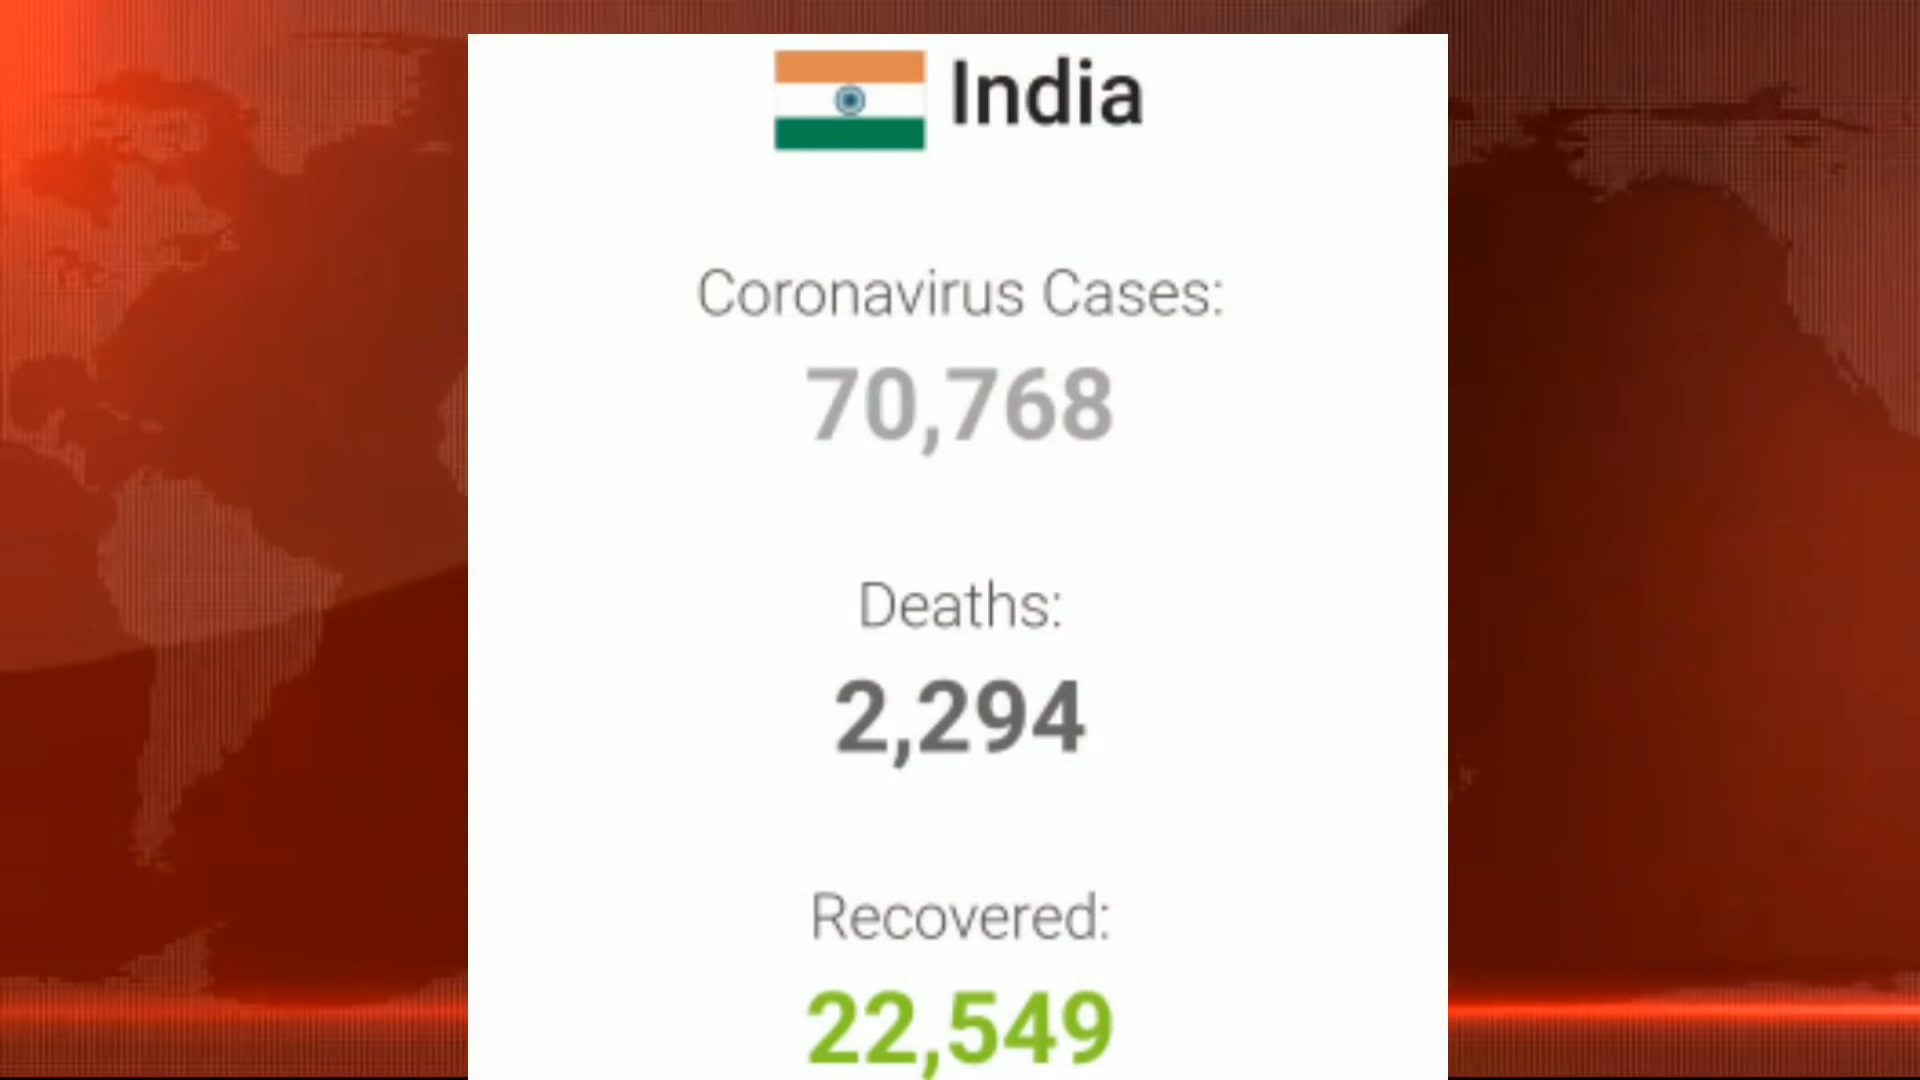 India
Coronavirus Cases:
70,768
Deaths:
2,294
Recovered:
22,549